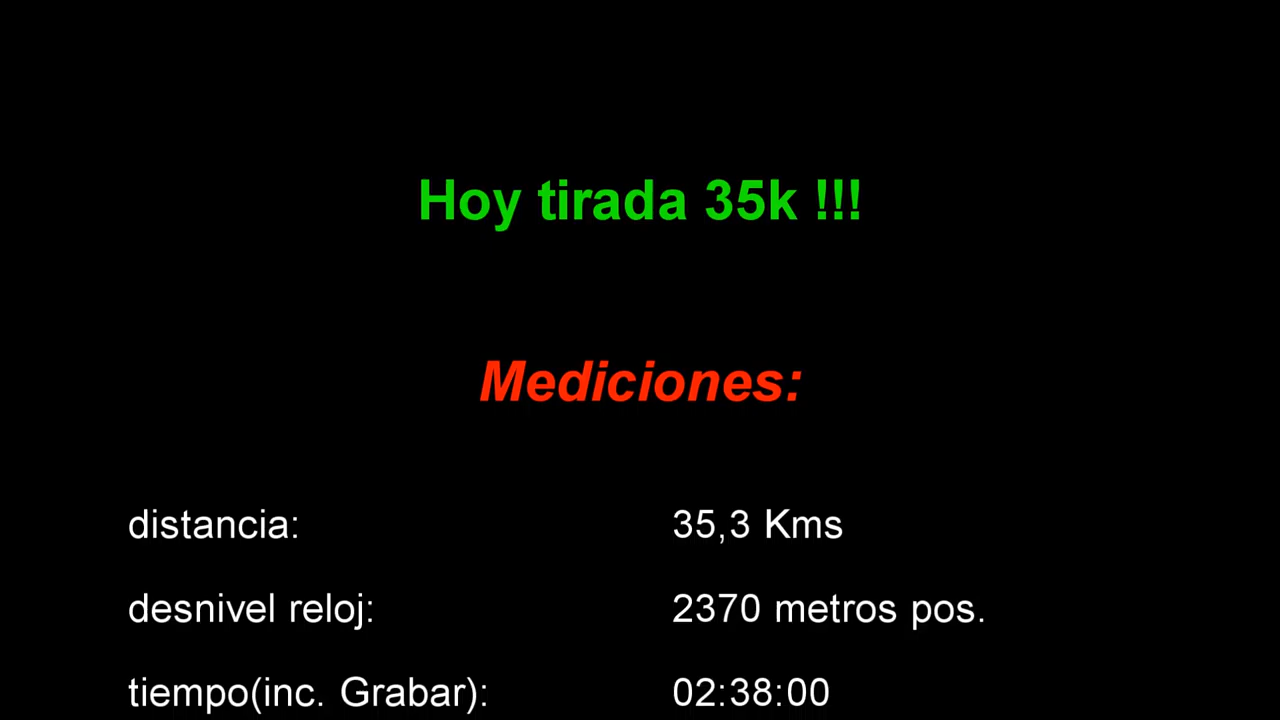 Hoy tirada 35k !!!
Mediciones:
distancia: 35,3 Kms
desnivel reloj: 2370 metros pos.
tiempo(inc. Grabar): 02:38:00